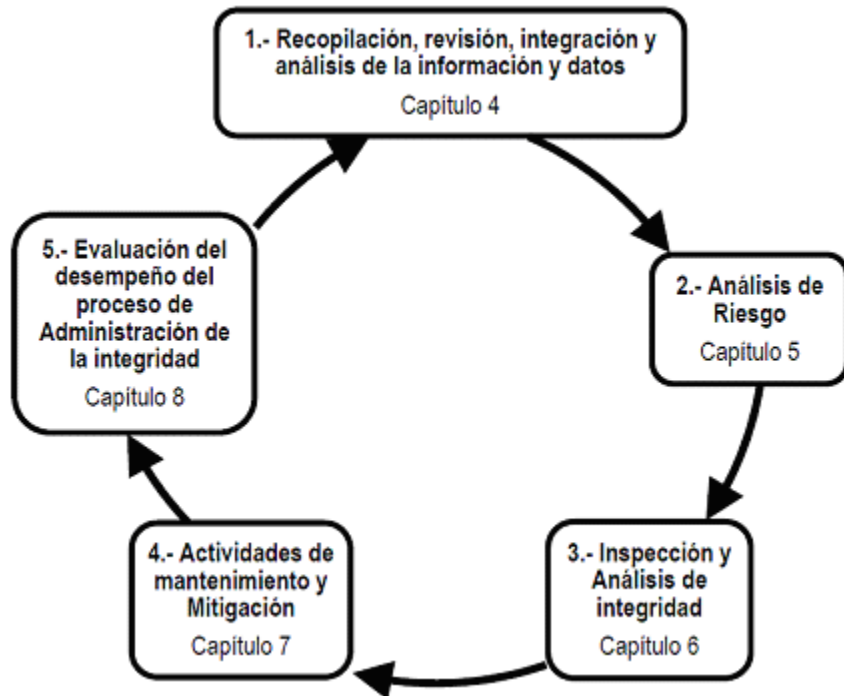 1.- Recopilación, revisión, integración y
análisis de la información y datos
Capítulo 4
2.- Análisis de
Riesgo
Capítulo 5
3.- Inspección y
Análisis de
integridad
Capítulo 6
4.- Actividades de
mantenimiento y
Mitigación
Capítulo 7
5.- Evaluación del
desempeño del
proceso de
Administración de
la integridad
Capítulo 8